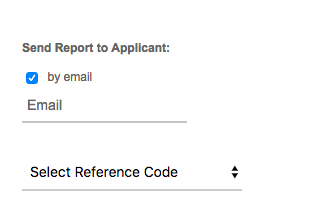 Send Report to Applicant:
by email
Email
Select Reference Code